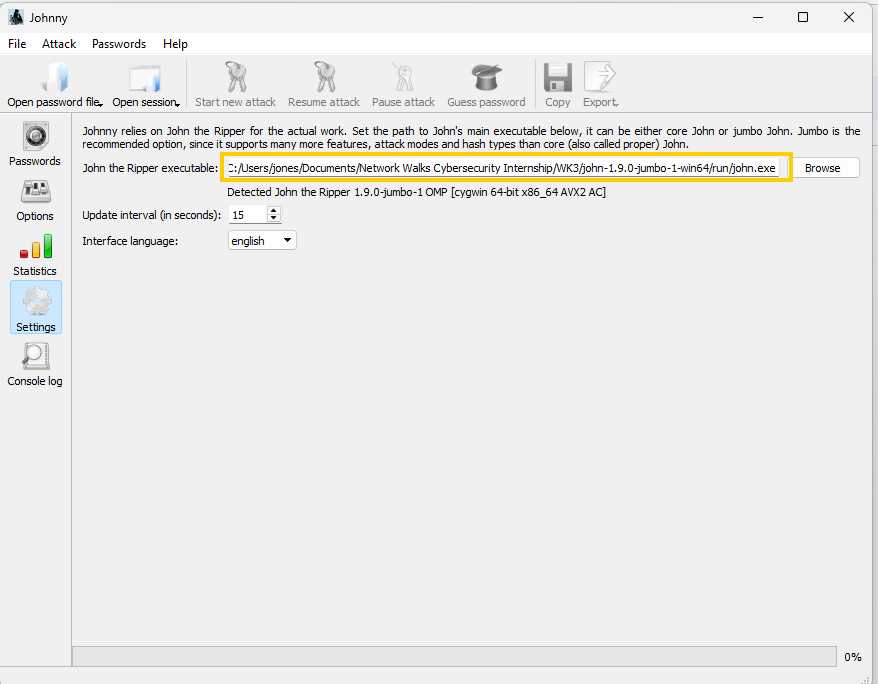 Johnny
File Attack Passwords Help
Open password file Open session Start new attack Resume attack Pause attack Guess password Copy Export
Johnny relies on John the Ripper for the actual work. Set the path to John's main executable below, it can be either core John or jumbo John. Jumbo is the
recommended option, since it supports many more features, attack modes and hash types than core (also called proper) John.
Passwords
John the Ripper executable: C:/Users/jones/Documents/Network Walks Cybersecurity Internship/WK3/john-1.9.0-jumbo-1-win64/run/john.exe Browse
Detected John the Ripper 1.9.0-jumbo-1 OMP [cygwin 64-bit x86_64 AVX2 AC]
Options
Update interval (in seconds): 15
Interface language: english
Statistics
Settings
Console log
0%